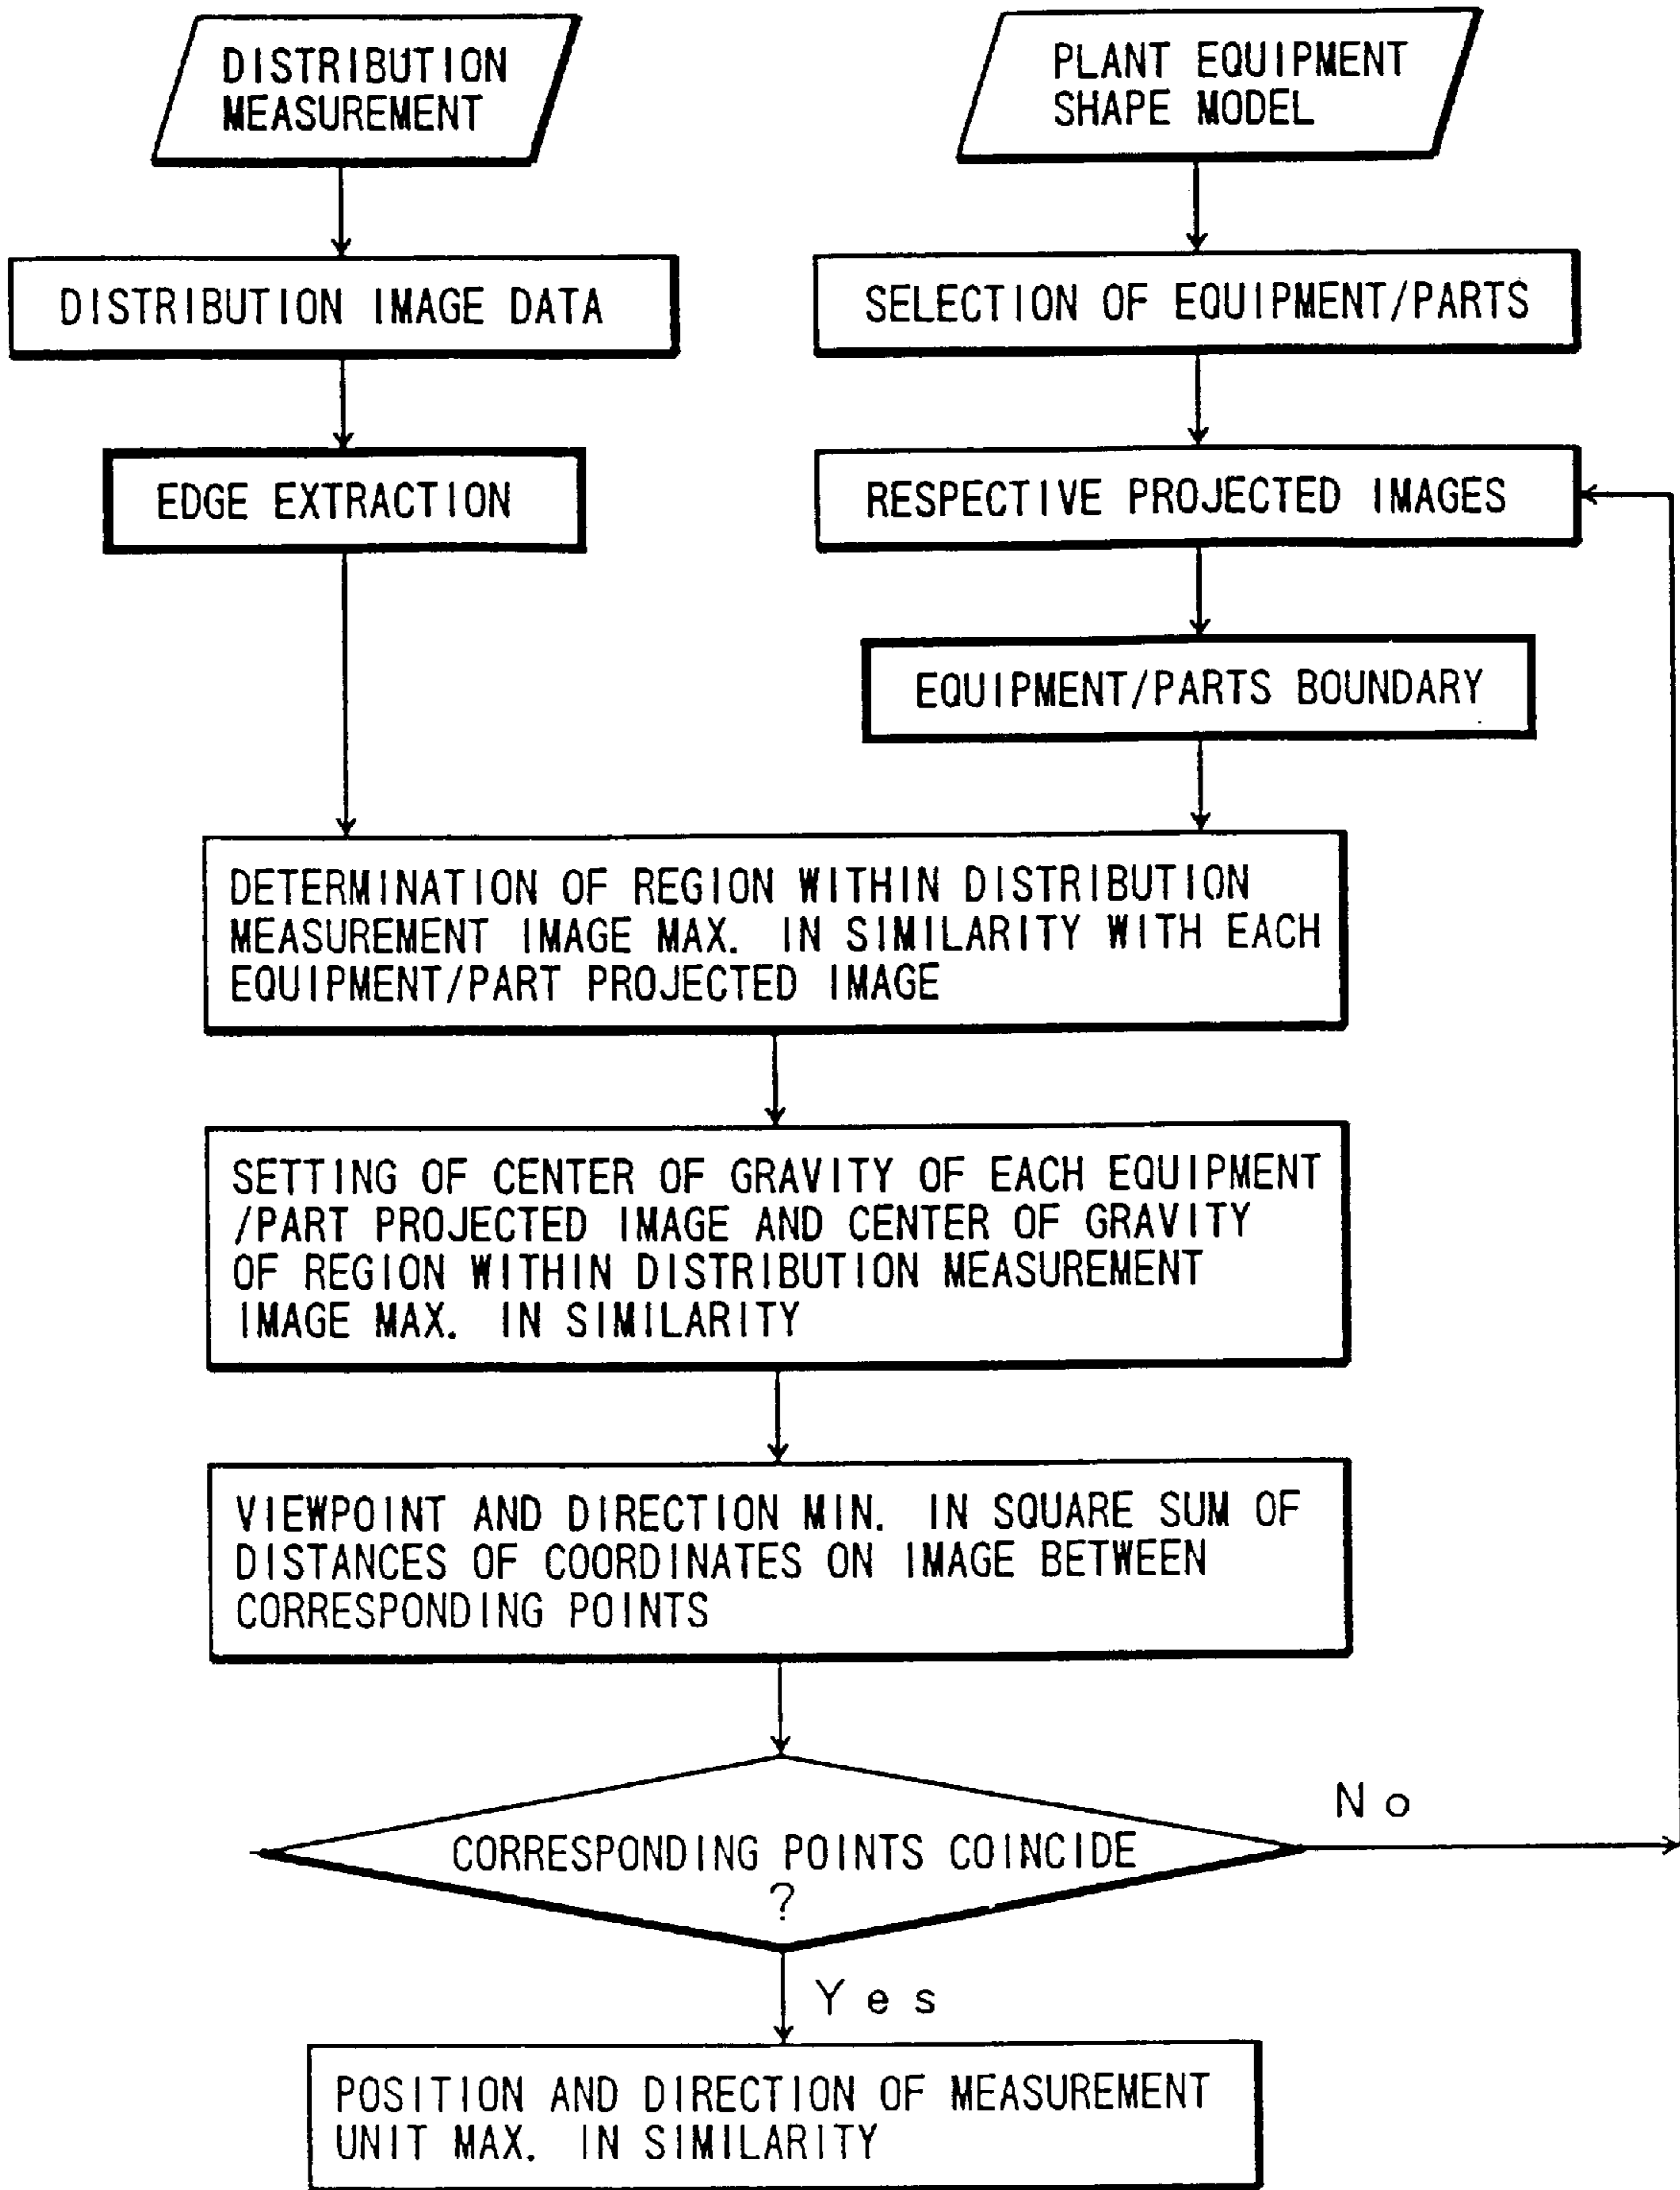 DISTRIBUTION
MEASUREMENT
PLANT EQUIPMENT
SHAPE MODEL
DISTRIBUTION IMAGE DATA
SELECTION OF EQUIPMENT/PARTS
EDGE EXTRACTION
RESPECTIVE PROJECTED IMAGES
EQUIPMENT/PARTS BOUNDARY
DETERMINATION OF REGION WITHIN DISTRIBUTION
MEASUREMENT IMAGE MAX. IN SIMILARITY WITH EACH
EQUIPMENT/PART PROJECTED IMAGE
SETTING OF CENTER OF GRAVITY OF EACH EQUIPMENT
/PART PROJECTED IMAGE AND CENTER OF GRAVITY
OF REGION WITHIN DISTRIBUTION MEASUREMENT
IMAGE MAX. IN SIMILARITY
VIEWPOINT AND DIRECTION MIN. IN SQUARE SUM OF
DISTANCES OF COORDINATES ON IMAGE BETWEEN
CORRESPONDING POINTS
No
CORRESPONDING POINTS COINCIDE
?
Yes
POSITION AND DIRECTION OF MEASUREMENT
UNIT MAX. IN SIMILARITY